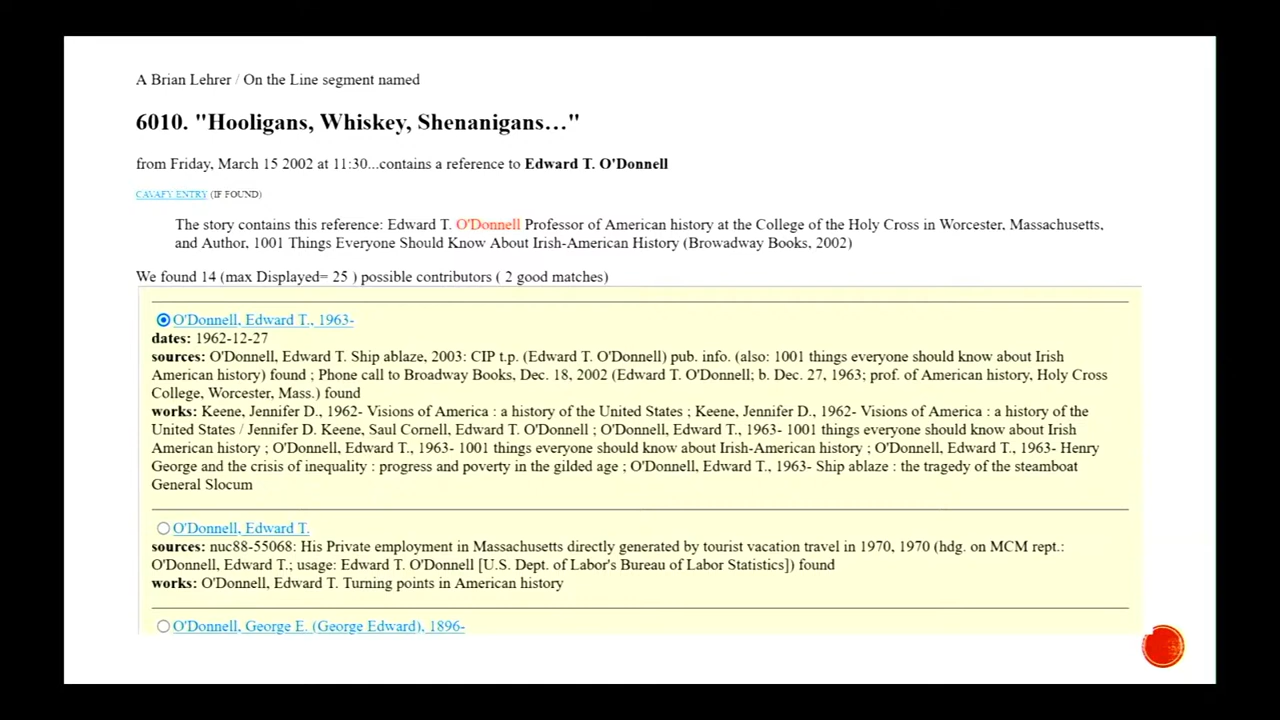 A Brian Lehrer / On the Line segment named
6010. "Hooligans, Whiskey, Shenanigans…"
from Friday, March 15 2002 at 11:30...contains a reference to Edward T. O'Donnell
CAVAFY ENTRY (IF FOUND)
The story contains this reference: Edward T. O'Donnell Professor of American history at the College of the Holy Cross in Worcester, Massachusetts,
and Author, 1001 Things Everyone Should Know About Irish-American History (Browadway Books, 2002)
We found 14 (max Displayed= 25 ) possible contributors ( 2 good matches)
O'Donnell, Edward T., 1963-
dates: 1962-12-27
sources: O'Donnell, Edward T. Ship ablaze, 2003: CIP t.p. (Edward T. O'Donnell) pub. info. (also: 1001 things everyone should know about Irish
American history) found ; Phone call to Broadway Books, Dec. 18, 2002 (Edward T. O'Donnell; b. Dec. 27, 1963; prof. of American history, Holy Cross
College, Worcester, Mass.) found
works: Keene, Jennifer D., 1962- Visions of America : a history of the United States ; Keene, Jennifer D., 1962- Visions of America : a history of the
United States / Jennifer D. Keene, Saul Cornell, Edward T. O'Donnell ; O'Donnell, Edward T., 1963- 1001 things everyone should know about Irish
American history ; O'Donnell, Edward T., 1963- 1001 things everyone should know about Irish-American history ; O'Donnell, Edward T., 1963- Henry
George and the crisis of inequality : progress and poverty in the gilded age ; O'Donnell, Edward T., 1963- Ship ablaze : the tragedy of the steamboat
General Slocum
O'Donnell, Edward T.
sources: nuc88-55068: His Private employment in Massachusetts directly generated by tourist vacation travel in 1970, 1970 (hdg. on MCM rept.:
O'Donnell, Edward T.; usage: Edward T. O'Donnell [U.S. Dept. of Labor's Bureau of Labor Statistics]) found
works: O'Donnell, Edward T. Turning points in American history
O'Donnell, George E. (George Edward), 1896-